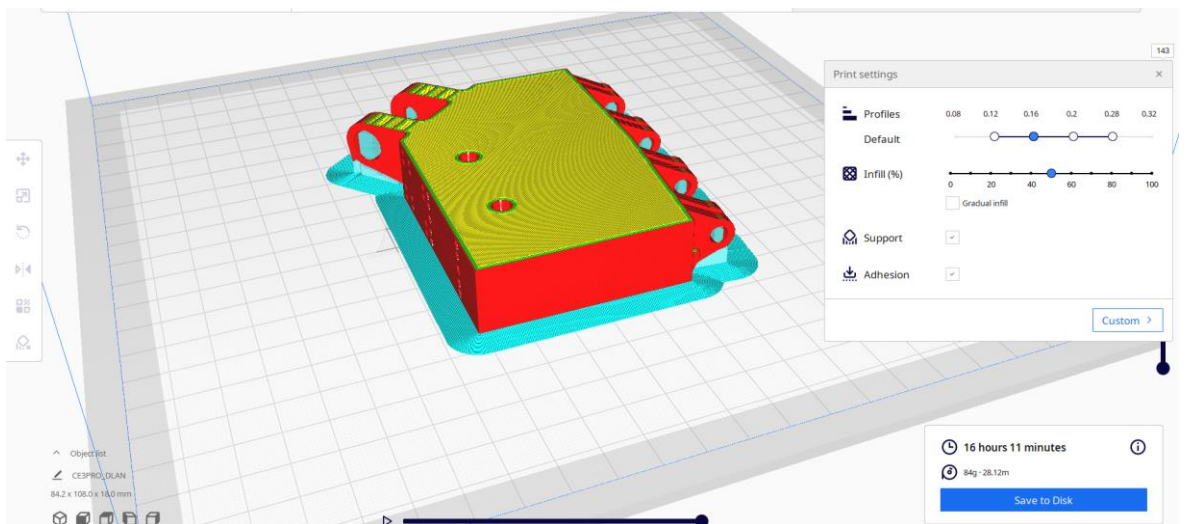 143
Print settings
×
Profiles
0.08 0.12 0.16 0.2 0.28 0.32
Default
Infill (%)
0 20 40 60 80 100
Gradual infill
Support
Adhesion
Custom >
Object list
CE3PRO_DLAN
84.2 x 108.0 x 18.0 mm
16 hours 11 minutes
84g · 28.12m
Save to Disk